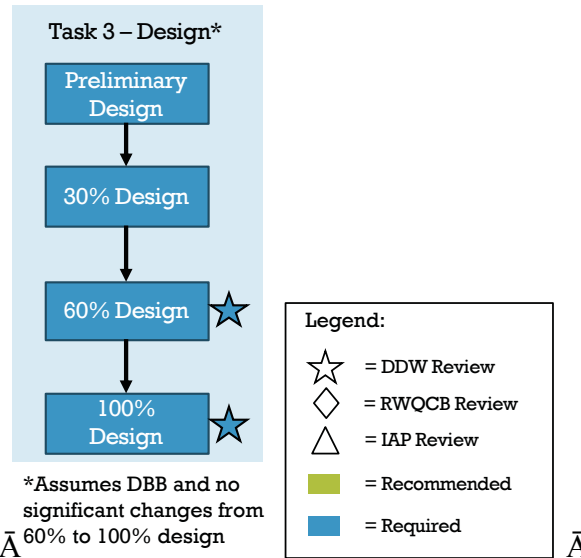 Task 3 – Design*
Preliminary
Design
30% Design
60% Design
100%
Design
*Assumes DBB and no
significant changes from
60% to 100% design
Ā
Legend:
= DDW Review
= RWQCB Review
= IAP Review
= Recommended
= Required
Ā